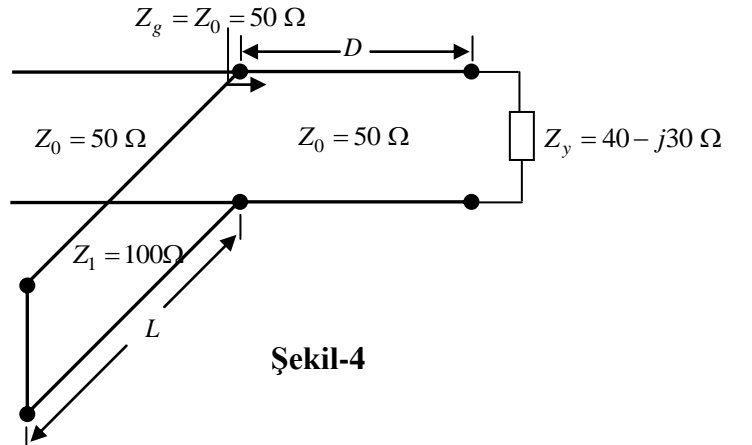 Z_g = Z_0 = 50 Ω
D
Z_0 = 50 Ω
Z_0 = 50 Ω
Z_y = 40 − j30 Ω
Z_1 = 100Ω
L
Şekil-4